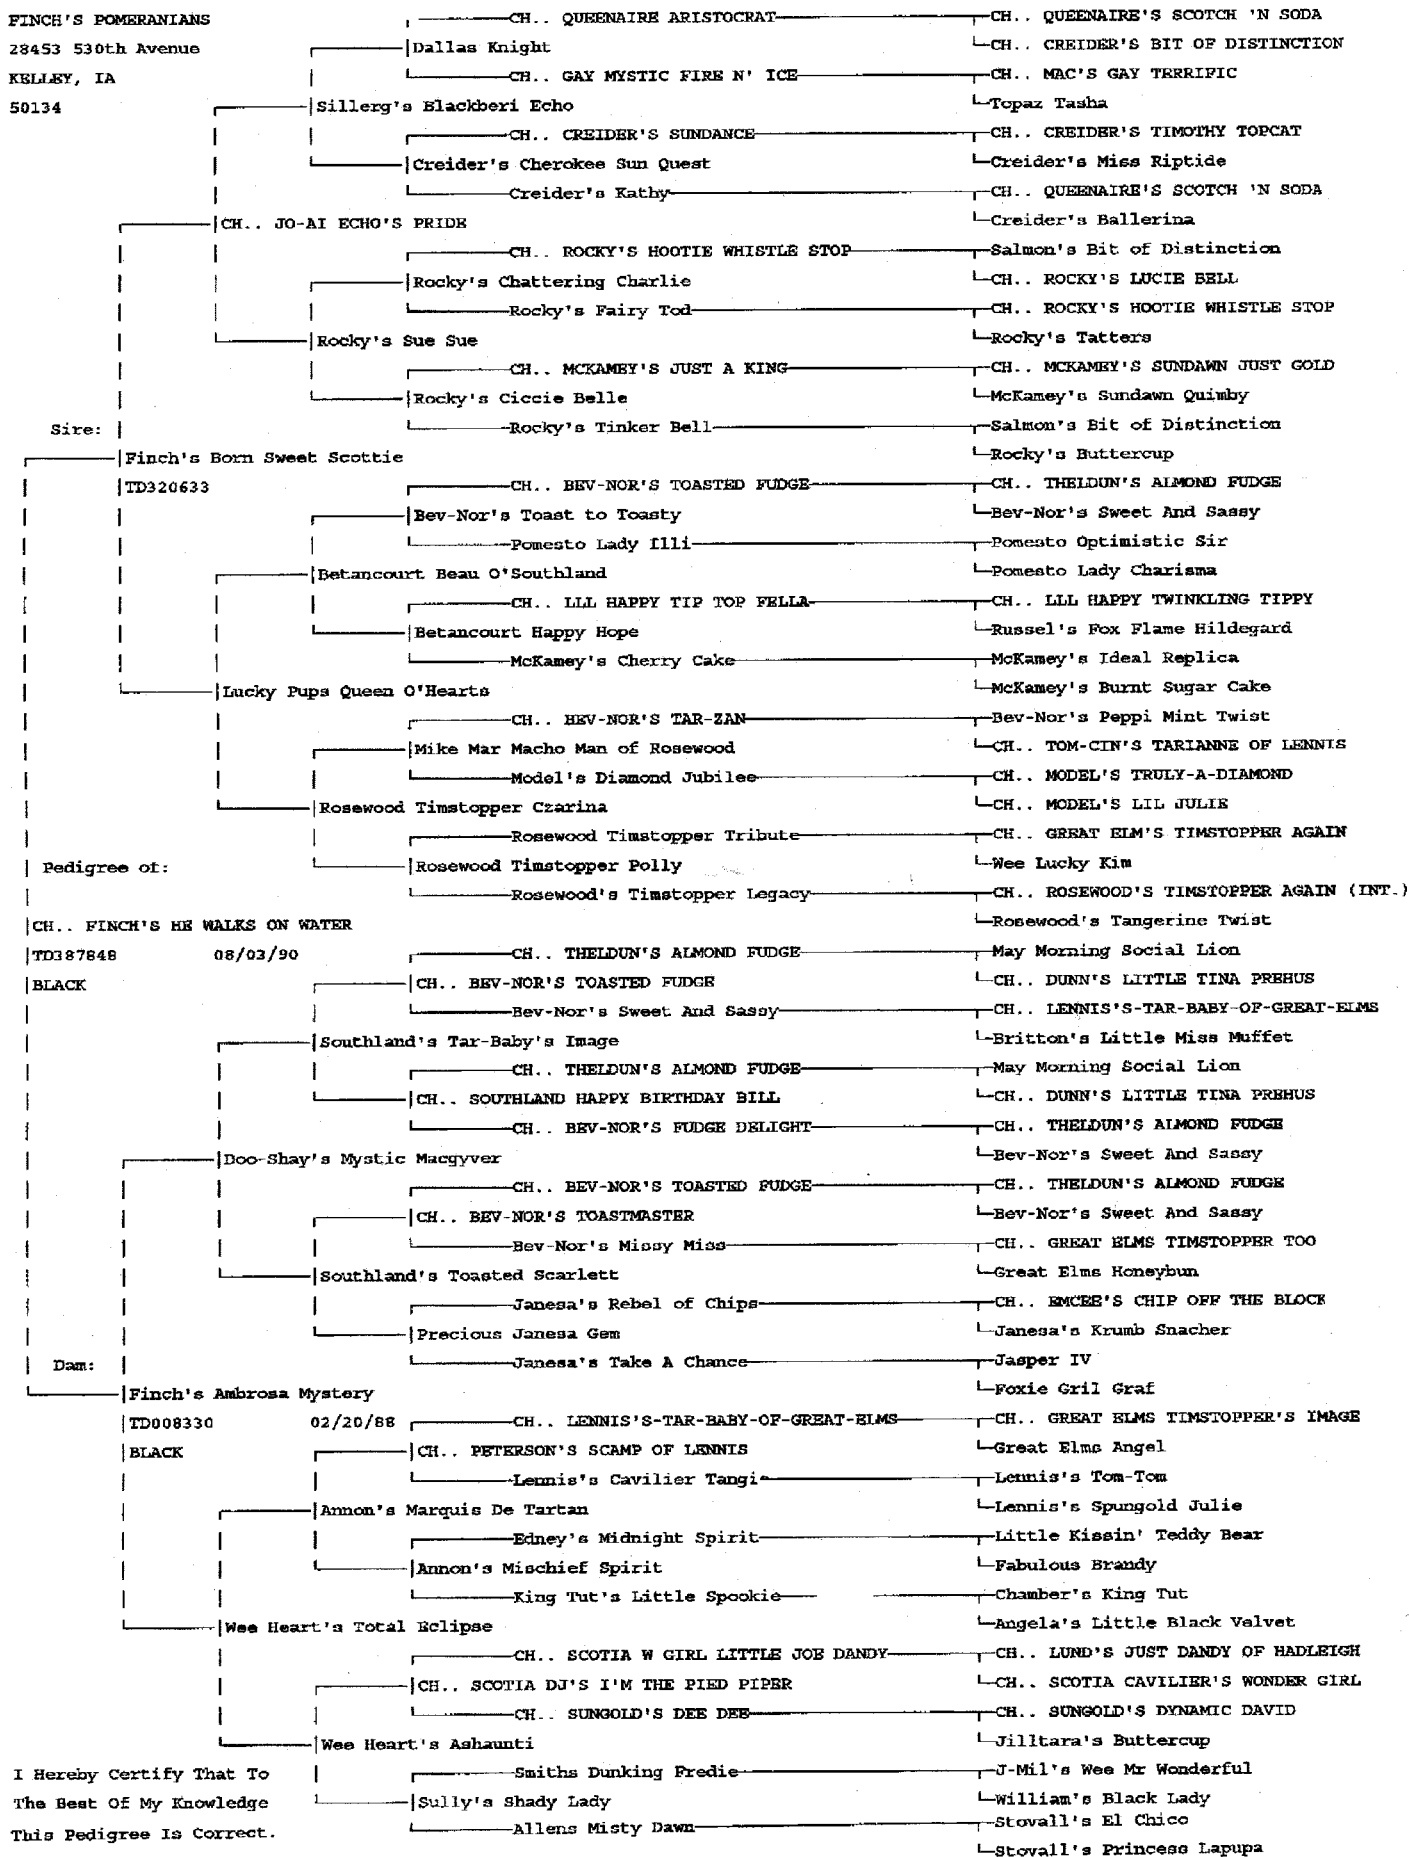 FINCH'S POMERANIANS
28453 530th Avenue
KELLEY, IA
50134
CH.. QUEENAIRE ARISTOCRAT
CH.. QUEENAIRE'S SCOTCH 'N SODA
Dallas Knight
CH.. CREIDER'S BIT OF DISTINCTION
CH.. GAY MYSTIC FIRE N' ICE
CH.. MAC'S GAY TERRIFIC
Sillerg's Blackberi Echo
Topaz Tasha
CH.. CREIDER'S SUNDANCE
CH.. CREIDER'S TIMOTHY TOPCAT
Creider's Cherokee Sun Quest
Creider's Miss Riptide
Creider's Kathy
CH.. QUEENAIRE'S SCOTCH 'N SODA
CH.. JO-AI ECHO'S PRIDE
Creider's Ballerina
CH.. ROCKY'S HOOTIE WHISTLE STOP
Salmon's Bit of Distinction
Rocky's Chattering Charlie
CH.. ROCKY'S LUCIE BELL
Rocky's Fairy Tod
CH.. ROCKY'S HOOTIE WHISTLE STOP
Rocky's Sue Sue
Rocky's Tatters
CH.. MCKAMEY'S JUST A KING
CH.. MCKAMEY'S SUNDAWN JUST GOLD
Rocky's Ciccie Belle
McKamey's Sundawn Quimby
Sire:
Rocky's Tinker Bell
Salmon's Bit of Distinction
Finch's Born Sweet Scottie
Rocky's Buttercup
TD320633
CH.. BEV-NOR'S TOASTED FUDGE
CH.. THELDUN'S ALMOND FUDGE
Bev-Nor's Toast to Toasty
Bev-Nor's Sweet And Sassy
Pomesto Lady Illi
Pomesto Optimistic Sir
Betancourt Beau O'Southland
Pomesto Lady Charisma
CH.. LLL HAPPY TIP TOP FELLA
CH.. LLL HAPPY TWINKLING TIPPY
Betancourt Happy Hope
Russel's Fox Flame Hildegard
McKamey's Cherry Cake
McKamey's Ideal Replica
Lucky Pups Queen O'Hearts
McKamey's Burnt Sugar Cake
CH.. BEV-NOR'S TAR-ZAN
Bev-Nor's Peppi Mint Twist
Mike Mar Macho Man of Rosewood
CH.. TOM-CIN'S TARIANNE OF LENNIS
Model's Diamond Jubilee
CH.. MODEL'S TRULY-A-DIAMOND
Rosewood Timstopper Czarina
CH.. MODEL'S LIL JULIE
Rosewood Timstopper Tribute
CH.. GREAT ELM'S TIMSTOPPER AGAIN
Pedigree of:
Rosewood Timstopper Polly
Wee Lucky Kim
Rosewood's Timstopper Legacy
CH.. ROSEWOOD'S TIMSTOPPER AGAIN (INT.)
CH.. FINCH'S HE WALKS ON WATER
Rosewood's Tangerine Twist
TD387848 08/03/90
CH.. THELDUN'S ALMOND FUDGE
May Morning Social Lion
BLACK
CH.. BEV-NOR'S TOASTED FUDGE
CH.. DUNN'S LITTLE TINA PREHUS
Bev-Nor's Sweet And Sassy
CH.. LENNIS'S-TAR-BABY-OF-GREAT-ELMS
Southland's Tar-Baby's Image
Britton's Little Miss Muffet
CH.. THELDUN'S ALMOND FUDGE
May Morning Social Lion
CH.. SOUTHLAND HAPPY BIRTHDAY BILL
CH.. DUNN'S LITTLE TINA PREHUS
CH.. BEV-NOR'S FUDGE DELIGHT
CH.. THELDUN'S ALMOND FUDGE
Doo-Shay's Mystic Macgyver
Bev-Nor's Sweet And Sassy
CH.. BEV-NOR'S TOASTED FUDGE
CH.. THELDUN'S ALMOND FUDGE
CH.. BEV-NOR'S TOASTMASTER
Bev-Nor's Sweet And Sassy
Bev-Nor's Missy Miss
CH.. GREAT ELMS TIMSTOPPER TOO
Southland's Toasted Scarlett
Great Elms Honeybun
Janesa's Rebel of Chips
CH.. EMCEE'S CHIP OFF THE BLOCK
Precious Janesa Gem
Janesa's Krumb Snacher
Dam:
Janesa's Take A Chance
Jasper IV
Finch's Ambrosa Mystery
Foxie Gril Graf
TD008330 02/20/88
CH.. LENNIS'S-TAR-BABY-OF-GREAT-ELMS
CH.. GREAT ELMS TIMSTOPPER'S IMAGE
BLACK
CH.. PETERSON'S SCAMP OF LENNIS
Great Elms Angel
Lennis's Cavilier Tangi
Lennis's Tom-Tom
Annon's Marquis De Tartan
Lennis's Spungold Julie
Edney's Midnight Spirit
Little Kissin' Teddy Bear
Annon's Mischief Spirit
Fabulous Brandy
King Tut's Little Spookie
Chamber's King Tut
Wee Heart's Total Eclipse
Angela's Little Black Velvet
CH.. SCOTIA W GIRL LITTLE JOE DANDY
CH.. LUND'S JUST DANDY OF HADLEIGH
CH.. SCOTIA DJ'S I'M THE PIED PIPER
CH.. SCOTIA CAVILIER'S WONDER GIRL
CH.. SUNGOLD'S DEE DEE
CH.. SUNGOLD'S DYNAMIC DAVID
Wee Heart's Ashaunti
Jilltara's Buttercup
I Hereby Certify That To
Smiths Dunking Fredie
J-Mil's Wee Mr Wonderful
The Best Of My Knowledge
Sully's Shady Lady
William's Black Lady
This Pedigree Is Correct.
Allens Misty Dawn
Stovall's El Chico
Stovall's Princess Lapupa